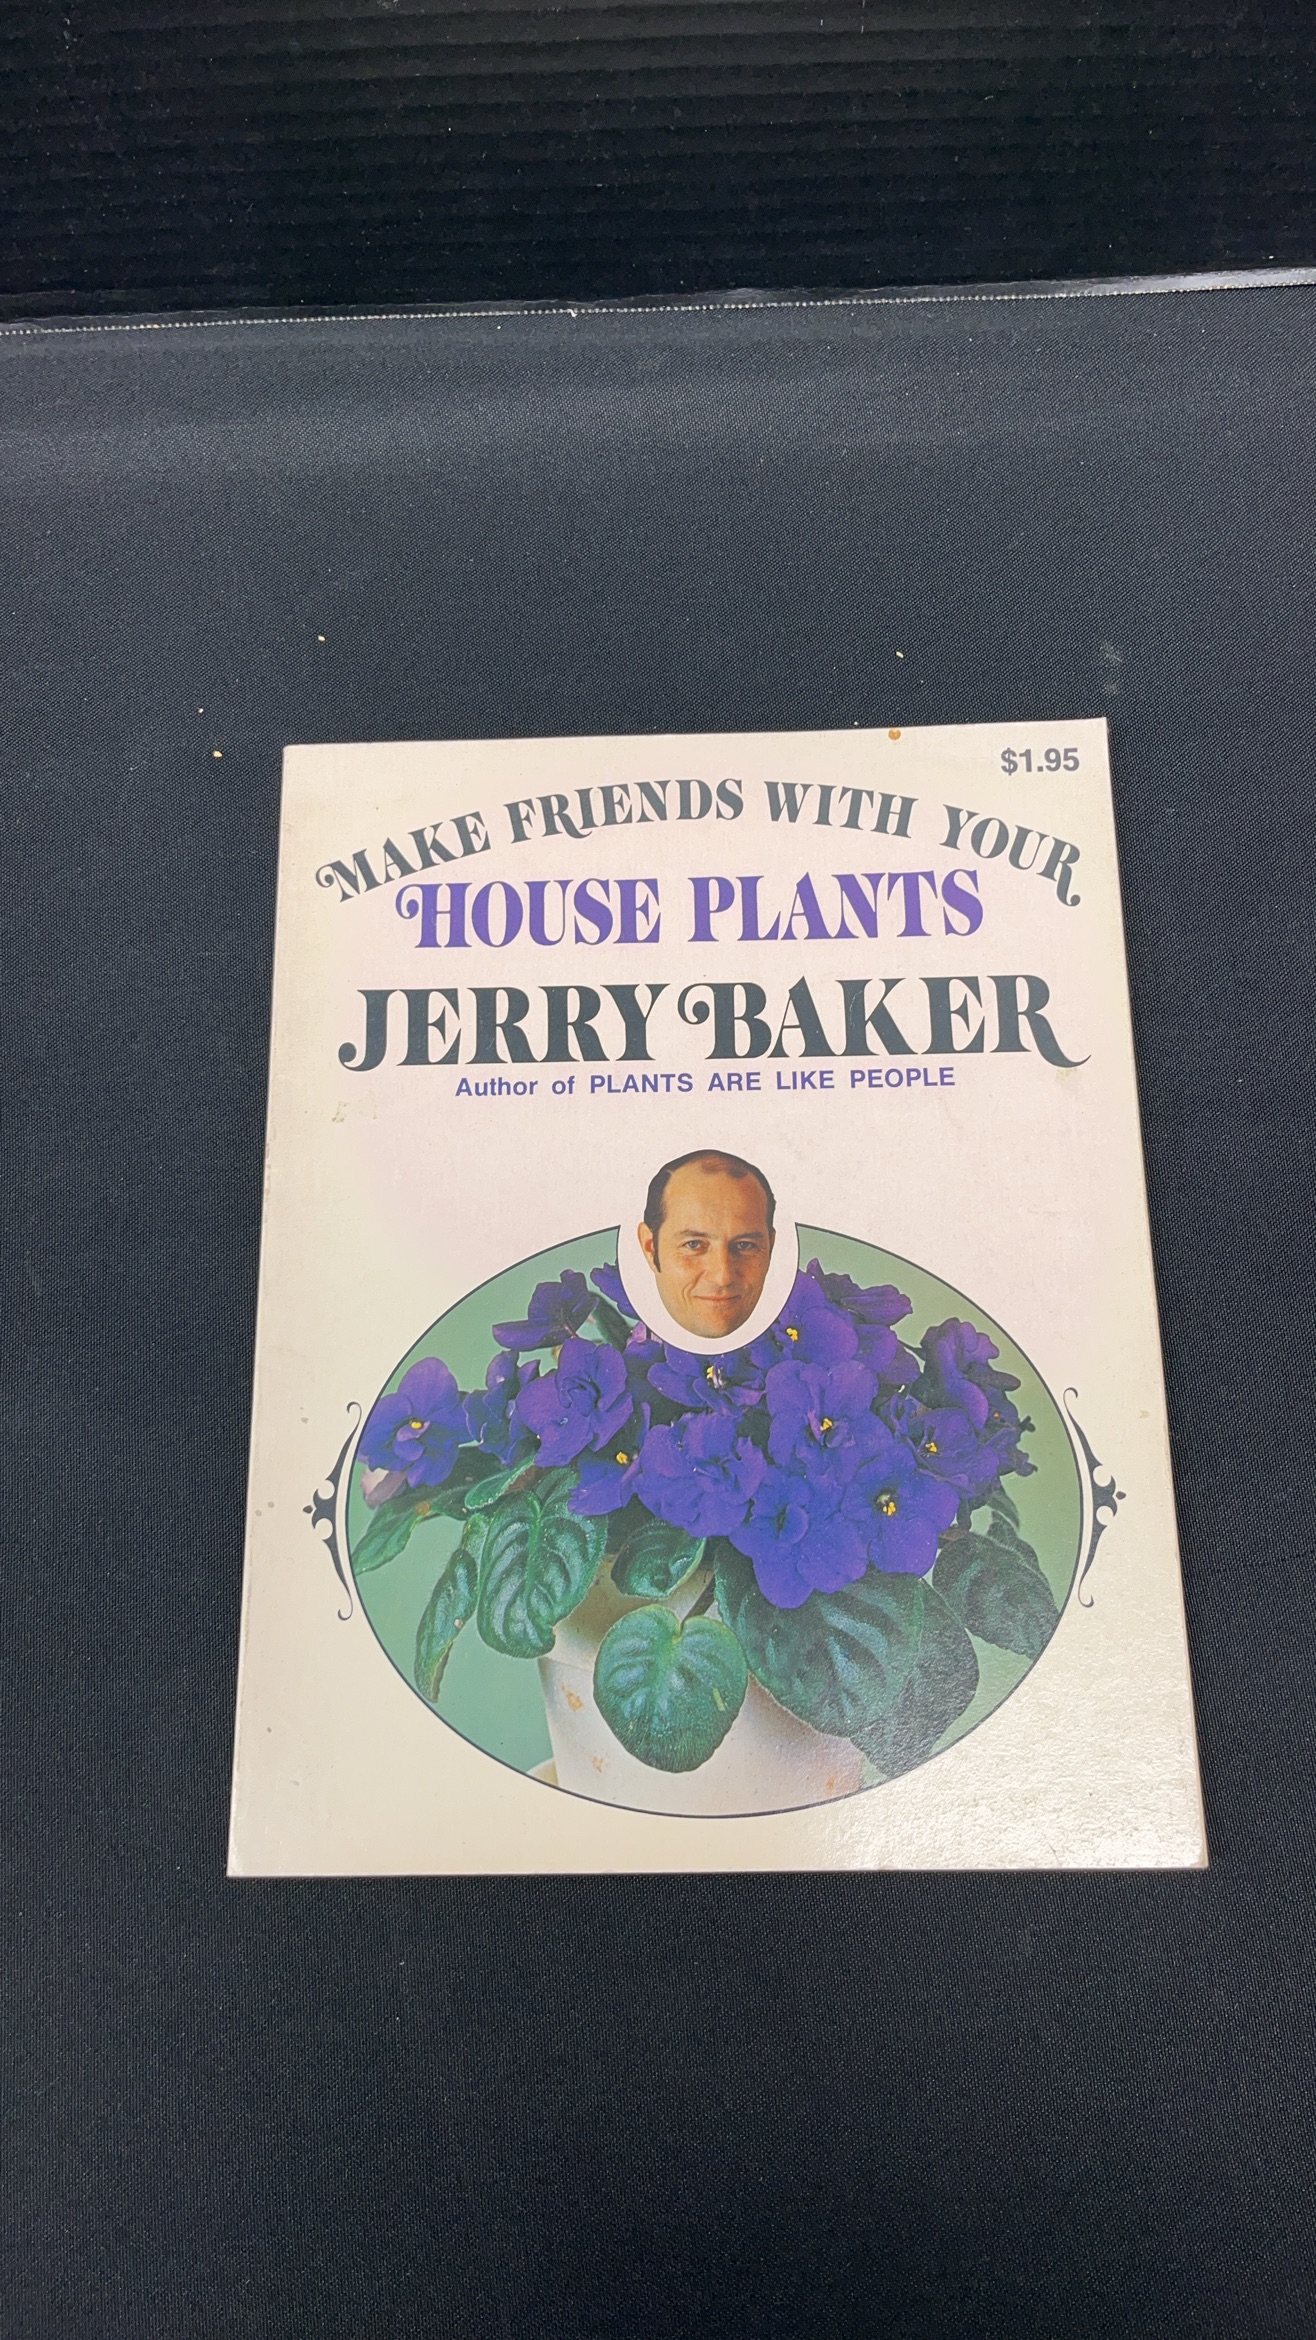 $1.95
MAKE FRIENDS WITH YOUR
HOUSE PLANTS
JERRY BAKER
Author of PLANTS ARE LIKE PEOPLE